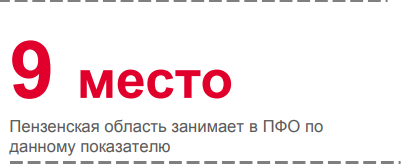 9 место
Пензенская область занимает в ПФО по
данному показателю